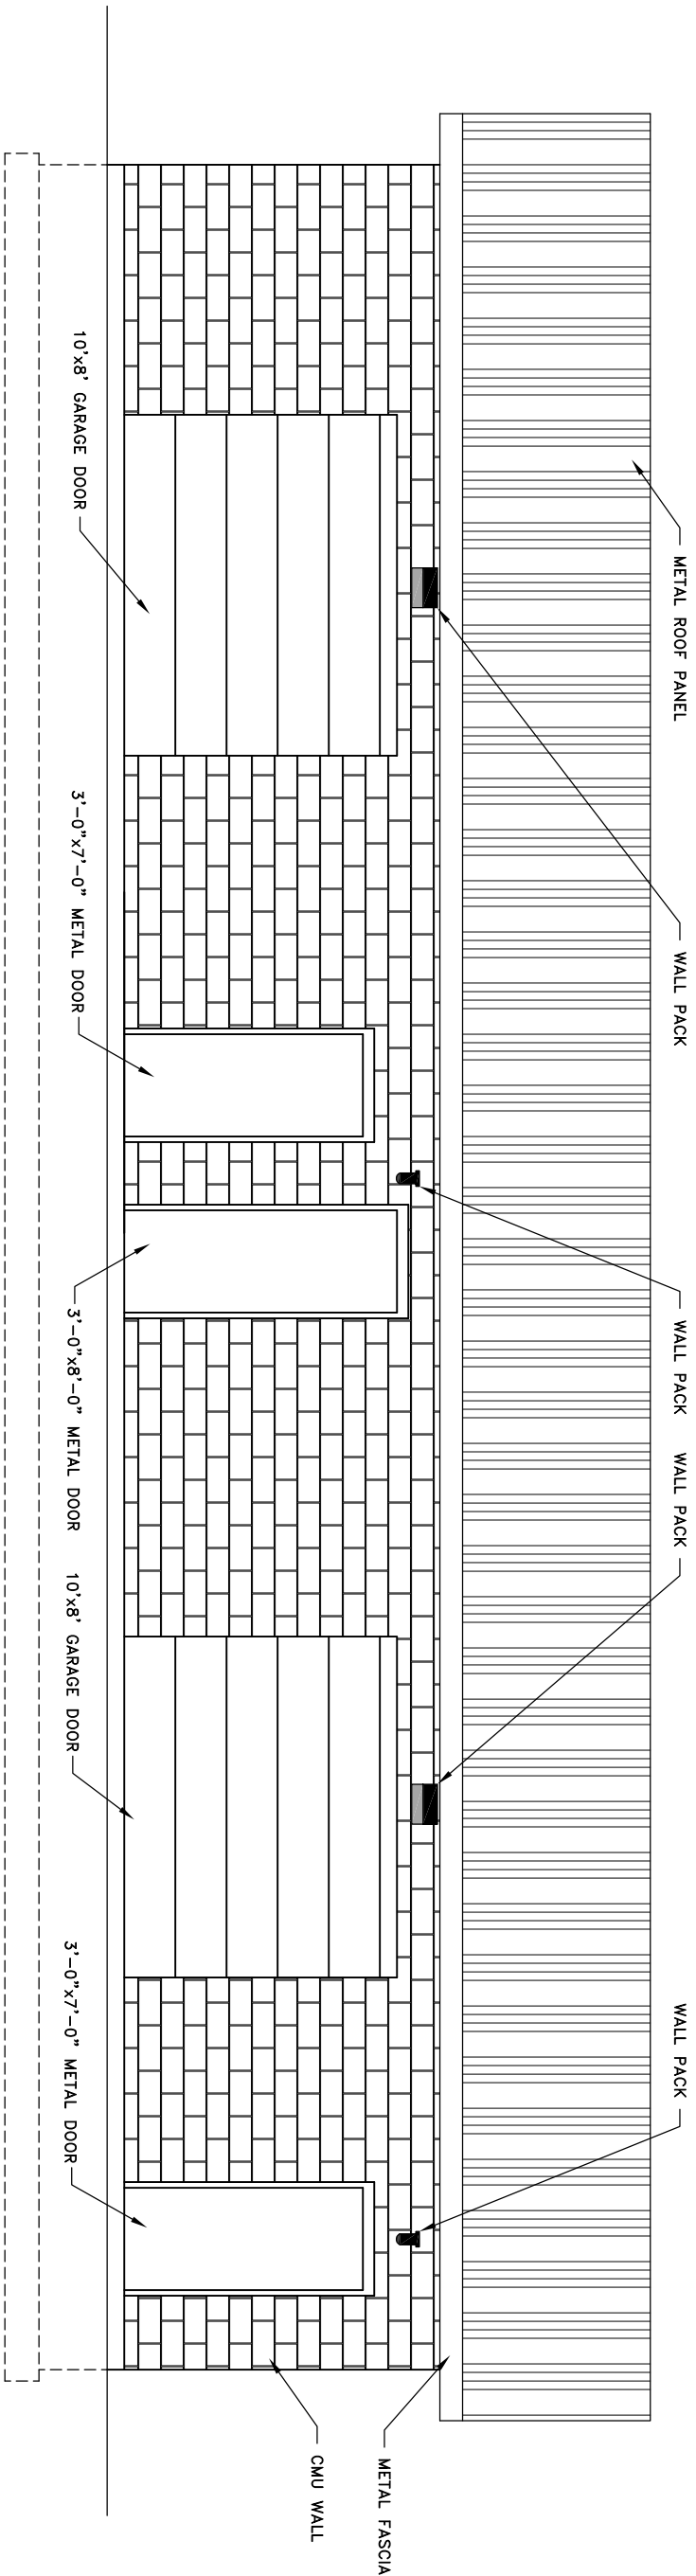 METAL ROOF PANEL
WALL PACK
WALL PACK
WALL PACK
WALL PACK
METAL FASCIA
CMU WALL
10'x8' GARAGE DOOR
3'-0"x7'-0" METAL DOOR
3'-0"x8'-0" METAL DOOR
10'x8' GARAGE DOOR
3'-0"x7'-0" METAL DOOR